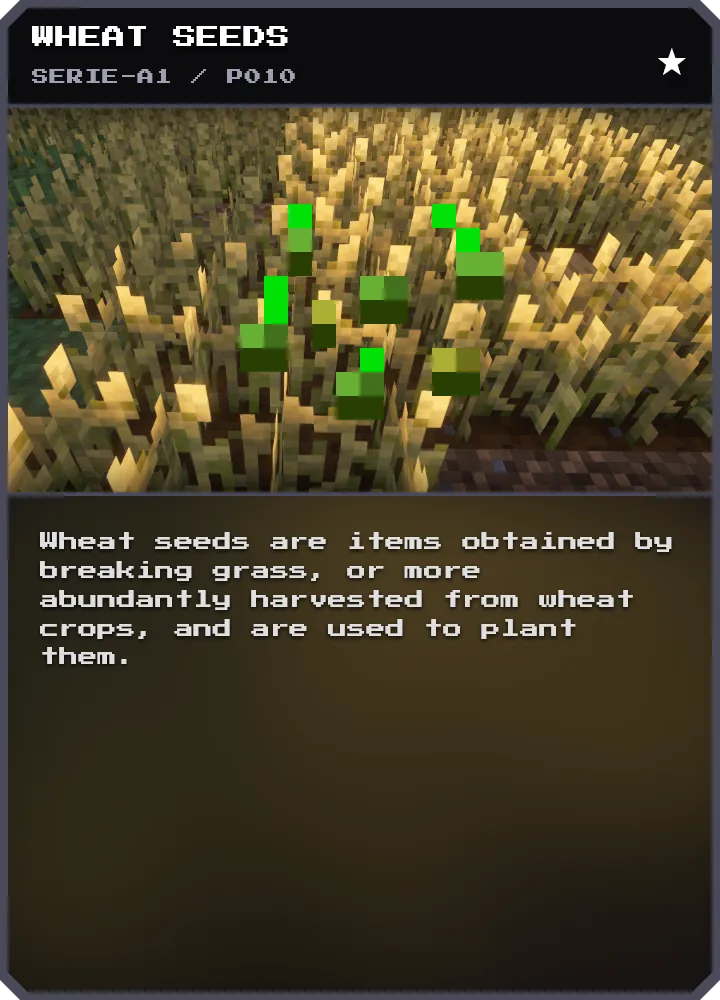 WHEAT SEEDS
SERIE-A1 / P010
Wheat seeds are items obtained by
breaking grass, or more
abundantly harvested from wheat
crops, and are used to plant
them.